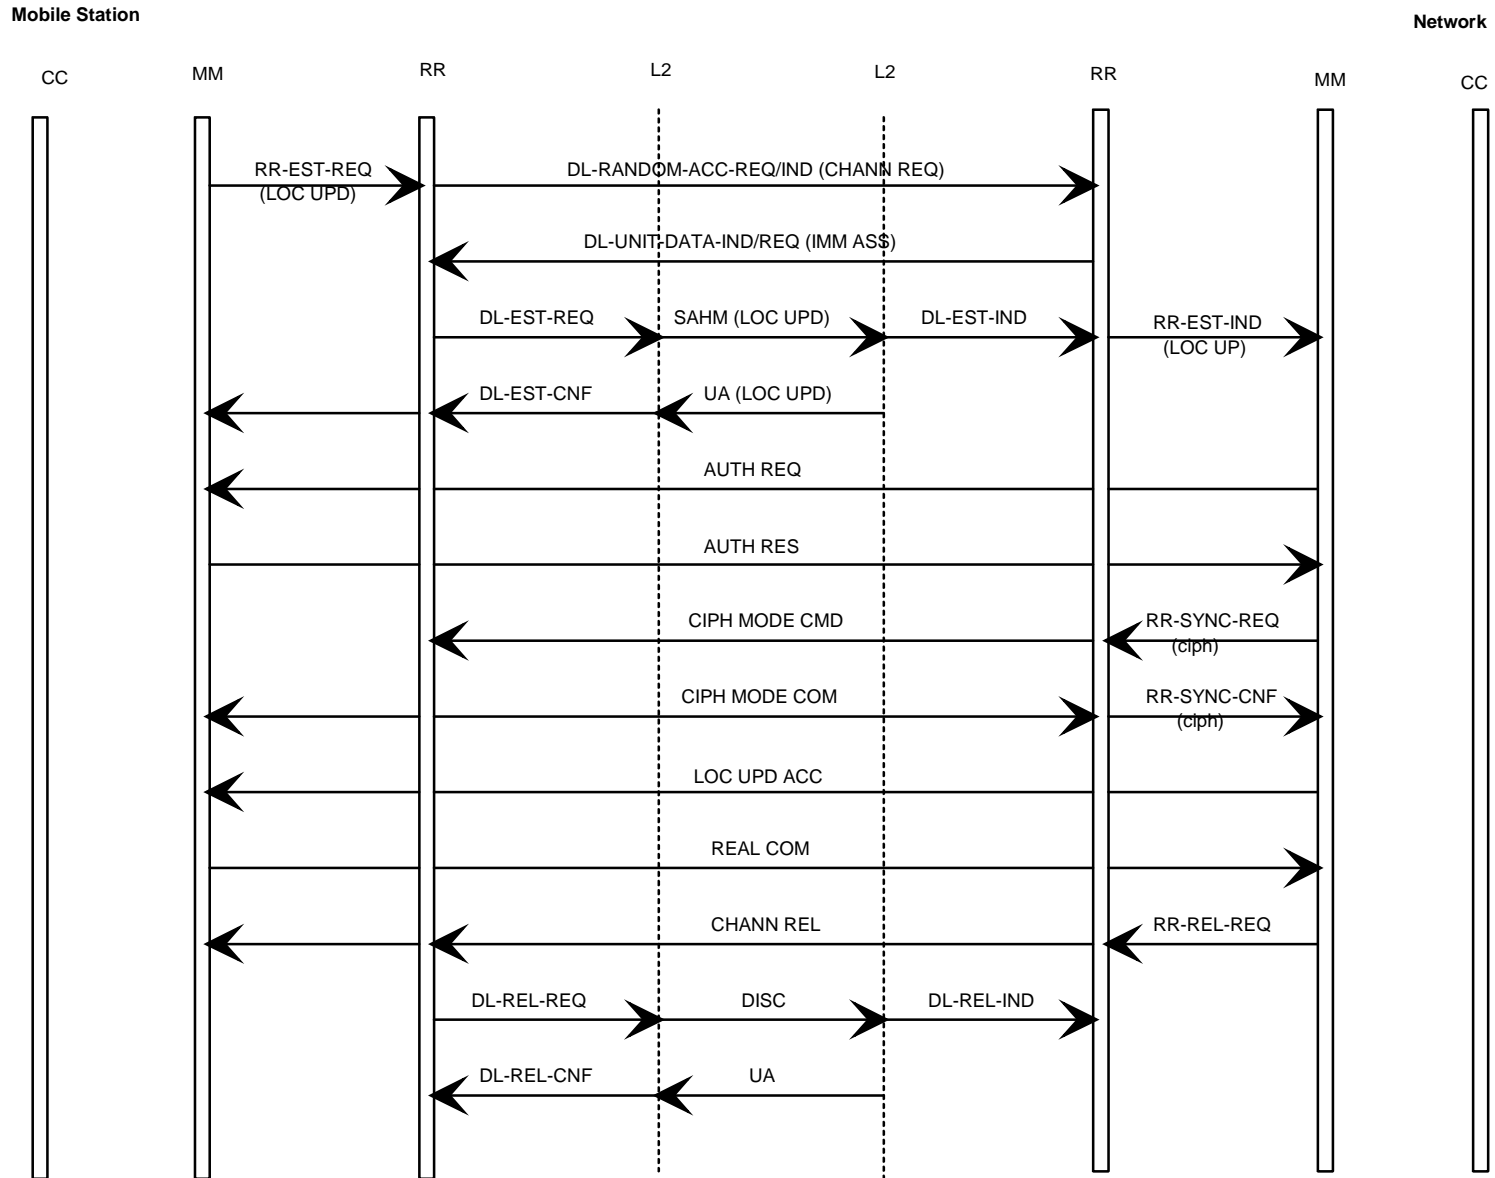 Mobile Station
Network
CC
MM
RR
L2
L2
RR
MM
CC
RR-EST-REQ
(LOC UPD)
DL-RANDOM-ACC-REQ/IND (CHANN REQ)
DL-UNIT-DATA-IND/REQ (IMM ASS)
DL-EST-REQ
SAHM (LOC UPD)
DL-EST-IND
RR-EST-IND
(LOC UP)
DL-EST-CNF
UA (LOC UPD)
AUTH REQ
AUTH RES
CIPH MODE CMD
RR-SYNC-REQ
(ciph)
CIPH MODE COM
RR-SYNC-CNF
(ciph)
LOC UPD ACC
REAL COM
CHANN REL
RR-REL-REQ
DL-REL-REQ
DISC
DL-REL-IND
DL-REL-CNF
UA